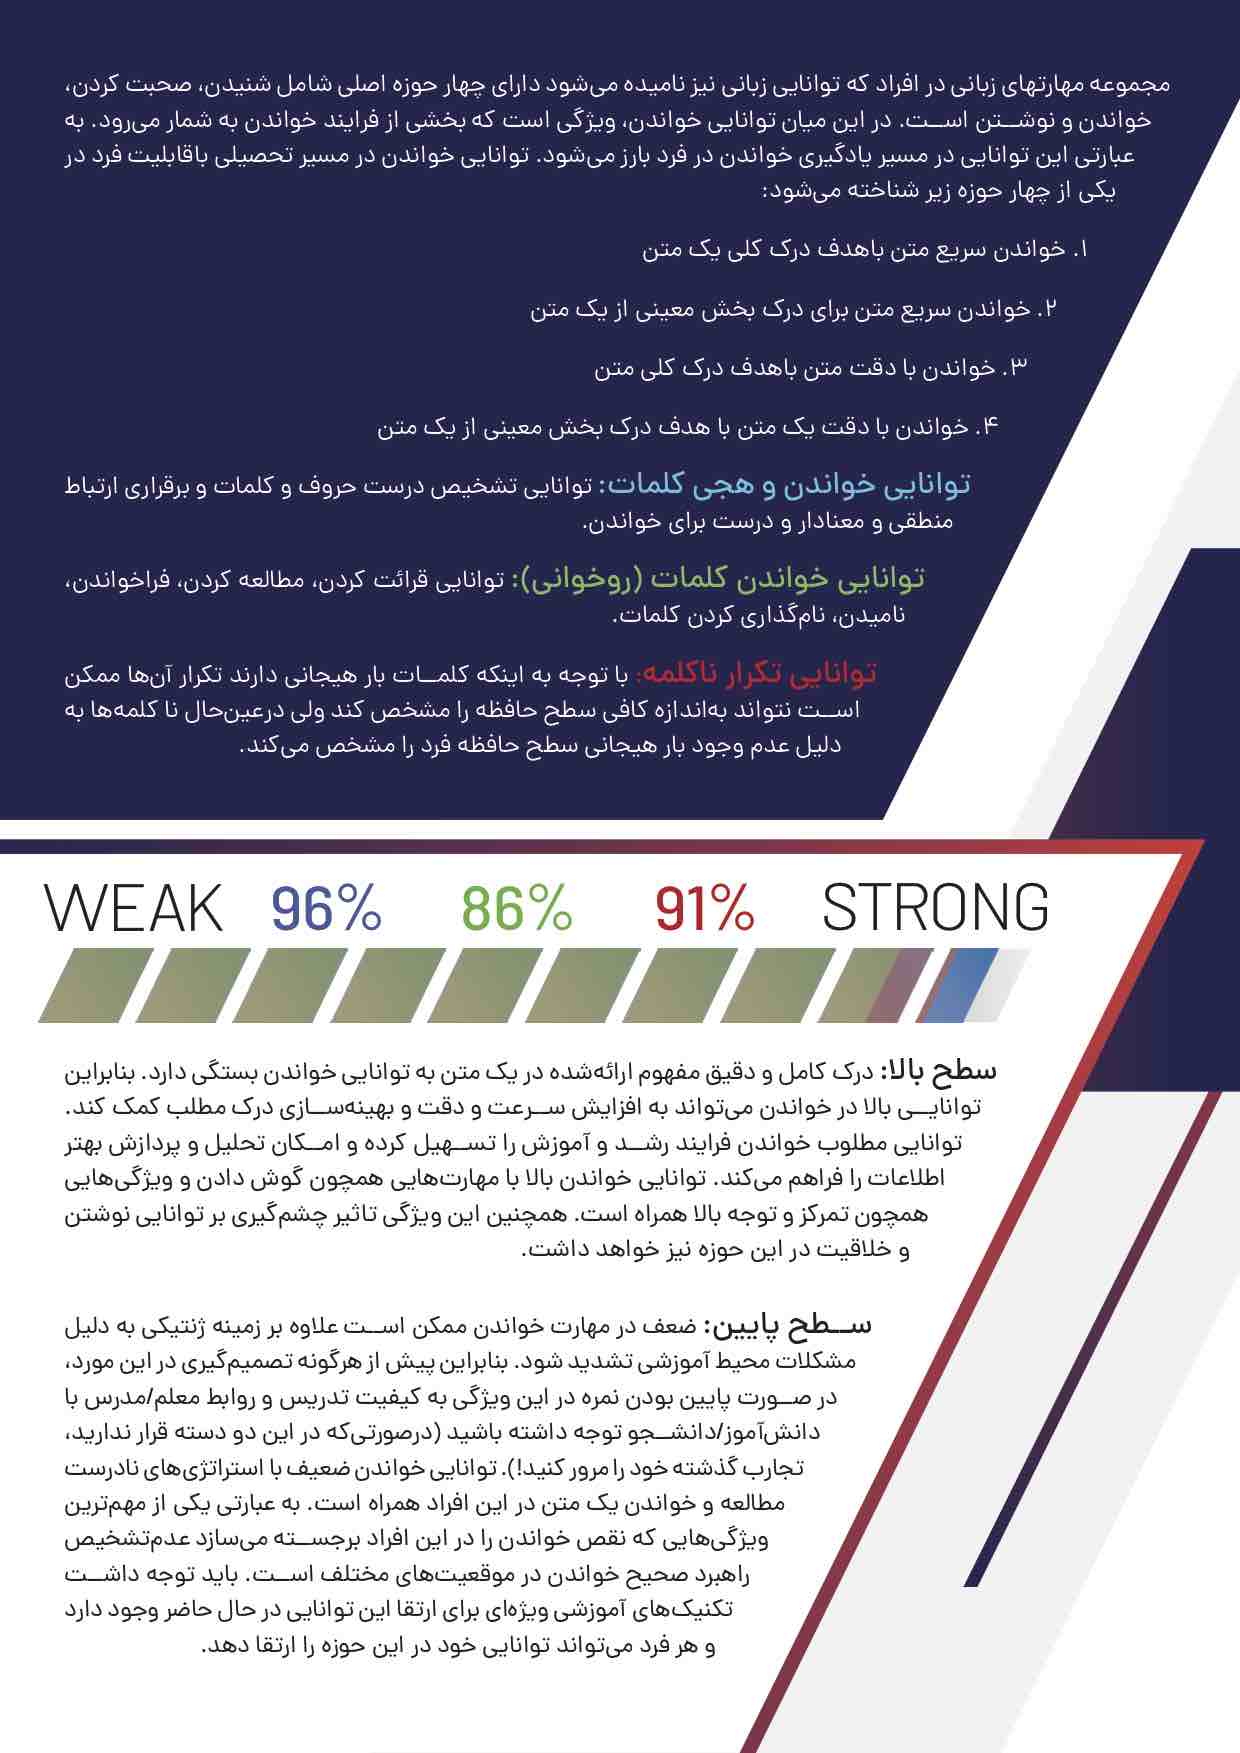 مجموعه مهارتهای زبانی در افراد که توانایی زبانی نیز نامیده می‌شود دارای چهار حوزه اصلی شامل شنیدن، صحبت کردن،
خواندن و نوشتن است. در این میان توانایی خواندن، ویژگی است که بخشی از فرایند خواندن به شمار می‌رود. به
عبارتی این توانایی در مسیر یادگیری خواندن در فرد بارز می‌شود. توانایی خواندن در مسیر تحصیلی باقابلیت فرد در
یکی از چهار حوزه زیر شناخته می‌شود:
۱. خواندن سریع متن باهدف درک کلی یک متن
۲. خواندن سریع متن برای درک بخش معینی از یک متن
۳. خواندن با دقت متن باهدف درک کلی متن
۴. خواندن با دقت یک متن با هدف درک بخش معینی از یک متن
توانایی خواندن و هجی کلمات: توانایی تشخیص درست حروف و کلمات و برقراری ارتباط
منطقی و معنادار و درست برای خواندن.
توانایی خواندن کلمات (روخوانی): توانایی قرائت کردن، مطالعه کردن، فراخواندن،
نامیدن، نام‌گذاری کردن کلمات.
توانایی تکرار ناکلمه: با توجه به اینکه کلمات بار هیجانی دارند تکرار آن‌ها ممکن
است نتواند به‌اندازه کافی سطح حافظه را مشخص کند ولی درعین‌حال نا کلمه‌ها به
دلیل عدم وجود بار هیجانی سطح حافظه فرد را مشخص می‌کند.
WEAK 96% 86% 91% STRONG
سطح بالا: درک کامل و دقیق مفهوم ارائه‌شده در یک متن به توانایی خواندن بستگی دارد. بنابراین
توانایی بالا در خواندن می‌تواند به افزایش سرعت و دقت و بهینه‌سازی درک مطلب کمک کند.
توانایی مطلوب خواندن فرایند رشد و آموزش را تسهیل کرده و امکان تحلیل و پردازش بهتر
اطلاعات را فراهم می‌کند. توانایی خواندن بالا با مهارت‌هایی همچون گوش دادن و ویژگی‌هایی
همچون تمرکز و توجه بالا همراه است. همچنین این ویژگی تاثیر چشم‌گیری بر توانایی نوشتن
و خلاقیت در این حوزه نیز خواهد داشت.
سطح پایین: ضعف در مهارت خواندن ممکن است علاوه بر زمینه ژنتیکی به دلیل
مشکلات محیط آموزشی تشدید شود. بنابراین پیش از هرگونه تصمیم‌گیری در این مورد،
در صورت پایین بودن نمره در این ویژگی به کیفیت تدریس و روابط معلم/مدرس با
دانش‌آموز/دانشجو توجه داشته باشید (درصورتی‌که در این دو دسته قرار ندارید،
تجارب گذشته خود را مرور کنید!). توانایی خواندن ضعیف با استراتژی‌های نادرست
مطالعه و خواندن یک متن در این افراد همراه است. به عبارتی یکی از مهم‌ترین
ویژگی‌هایی که نقص خواندن را در این افراد برجسته می‌سازد عدم‌تشخیص
راهبرد صحیح خواندن در موقعیت‌های مختلف است. باید توجه داشت
تکنیک‌های آموزشی ویژه‌ای برای ارتقا این توانایی در حال حاضر وجود دارد
و هر فرد می‌تواند توانایی خود در این حوزه را ارتقا دهد.